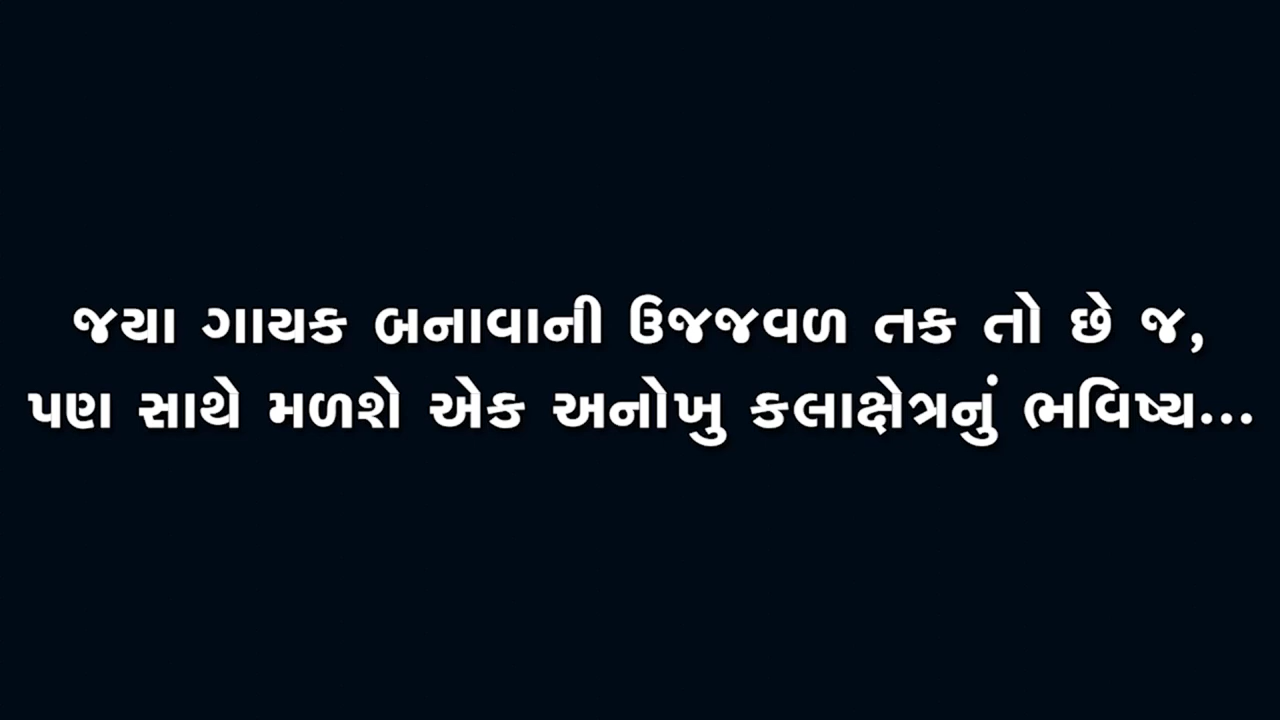 જયા ગાયક બનાવાની ઉજજવળ તક તો છે જ,
પણ સાથે મળશે એક અનોખુ કલાક્ષેત્રનું ભવિષ્ય...